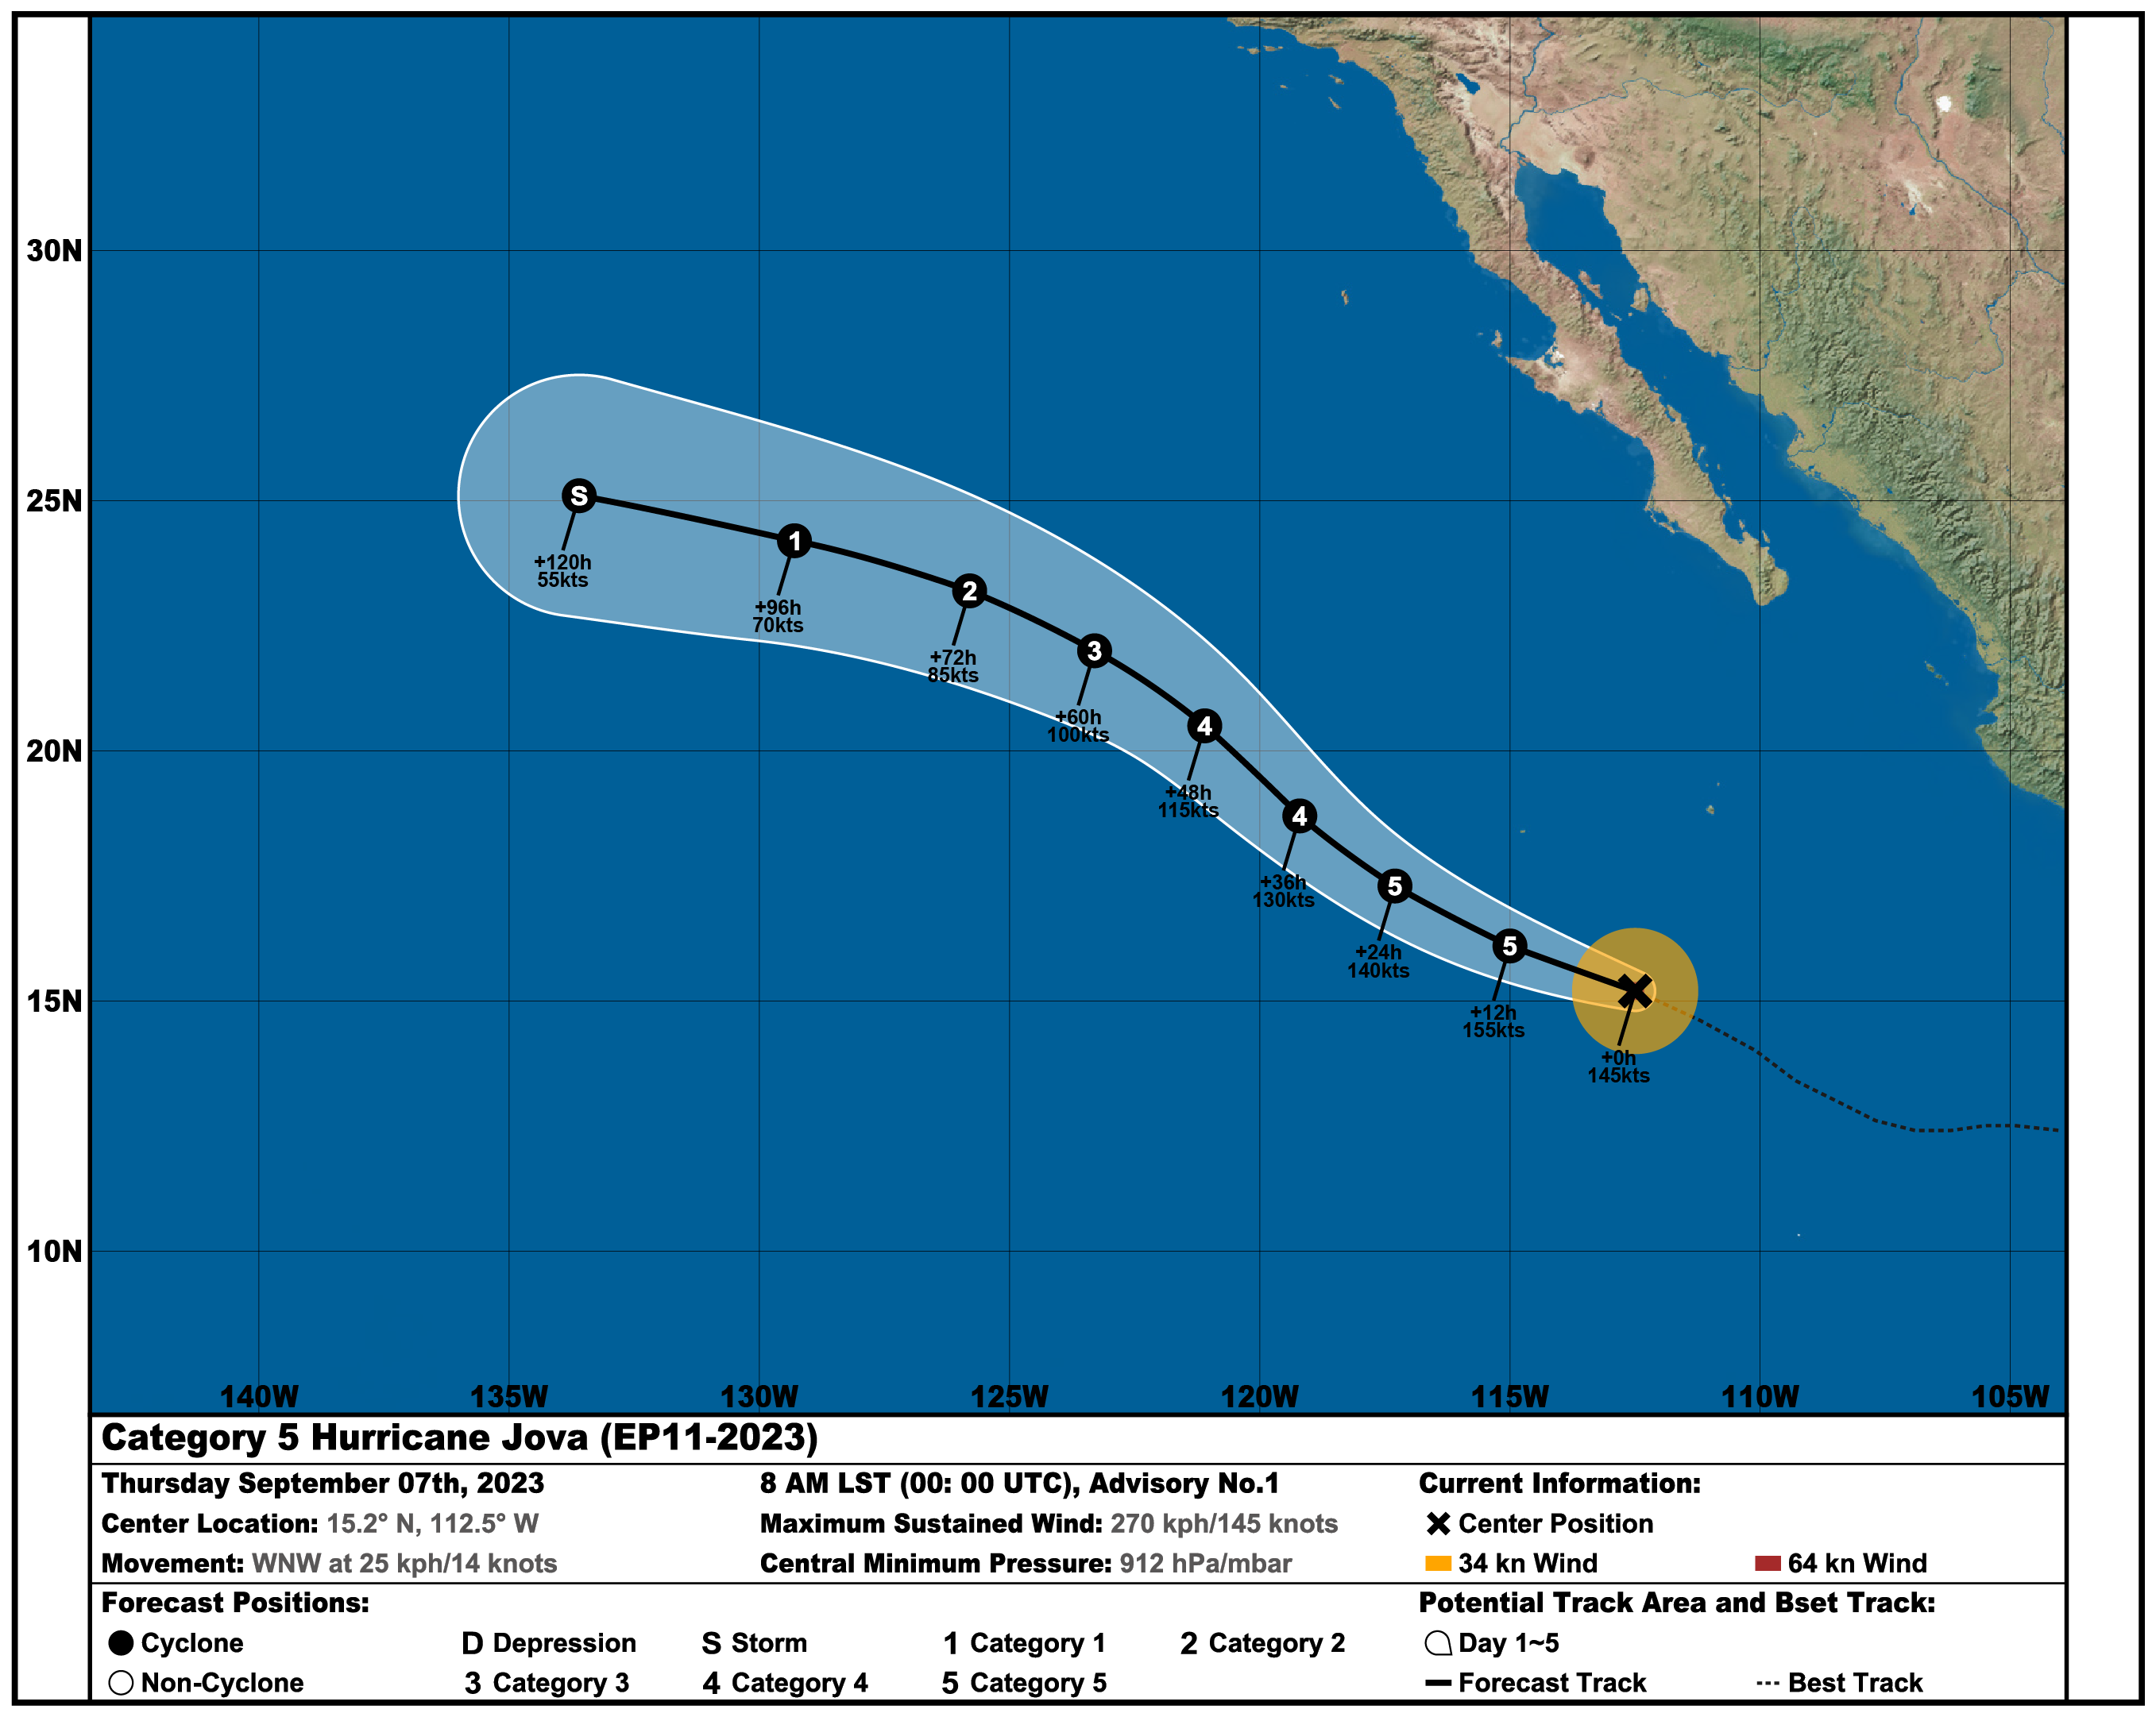 30N
25N
20N
15N
10N
S
+120h
55kts
1
+96h
70kts
2
+72h
85kts
3
+60h
100kts
4
+48h
115kts
4
+36h
130kts
5
+24h
140kts
5
+12h
155kts
+0h
145kts
140W 135W 130W 125W 120W 115W 110W 105W
Category 5 Hurricane Jova (EP11-2023)
Thursday September 07th, 2023 8 AM LST (00: 00 UTC), Advisory No.1 Current Information:
Center Location: 15.2° N, 112.5° W Maximum Sustained Wind: 270 kph/145 knots Center Position
Movement: WNW at 25 kph/14 knots Central Minimum Pressure: 912 hPa/mbar 34 kn Wind 64 kn Wind
Forecast Positions: Potential Track Area and Bset Track:
Cyclone D Depression S Storm 1 Category 1 2 Category 2 Day 1~5
Non-Cyclone 3 Category 3 4 Category 4 5 Category 5 Forecast Track Best Track